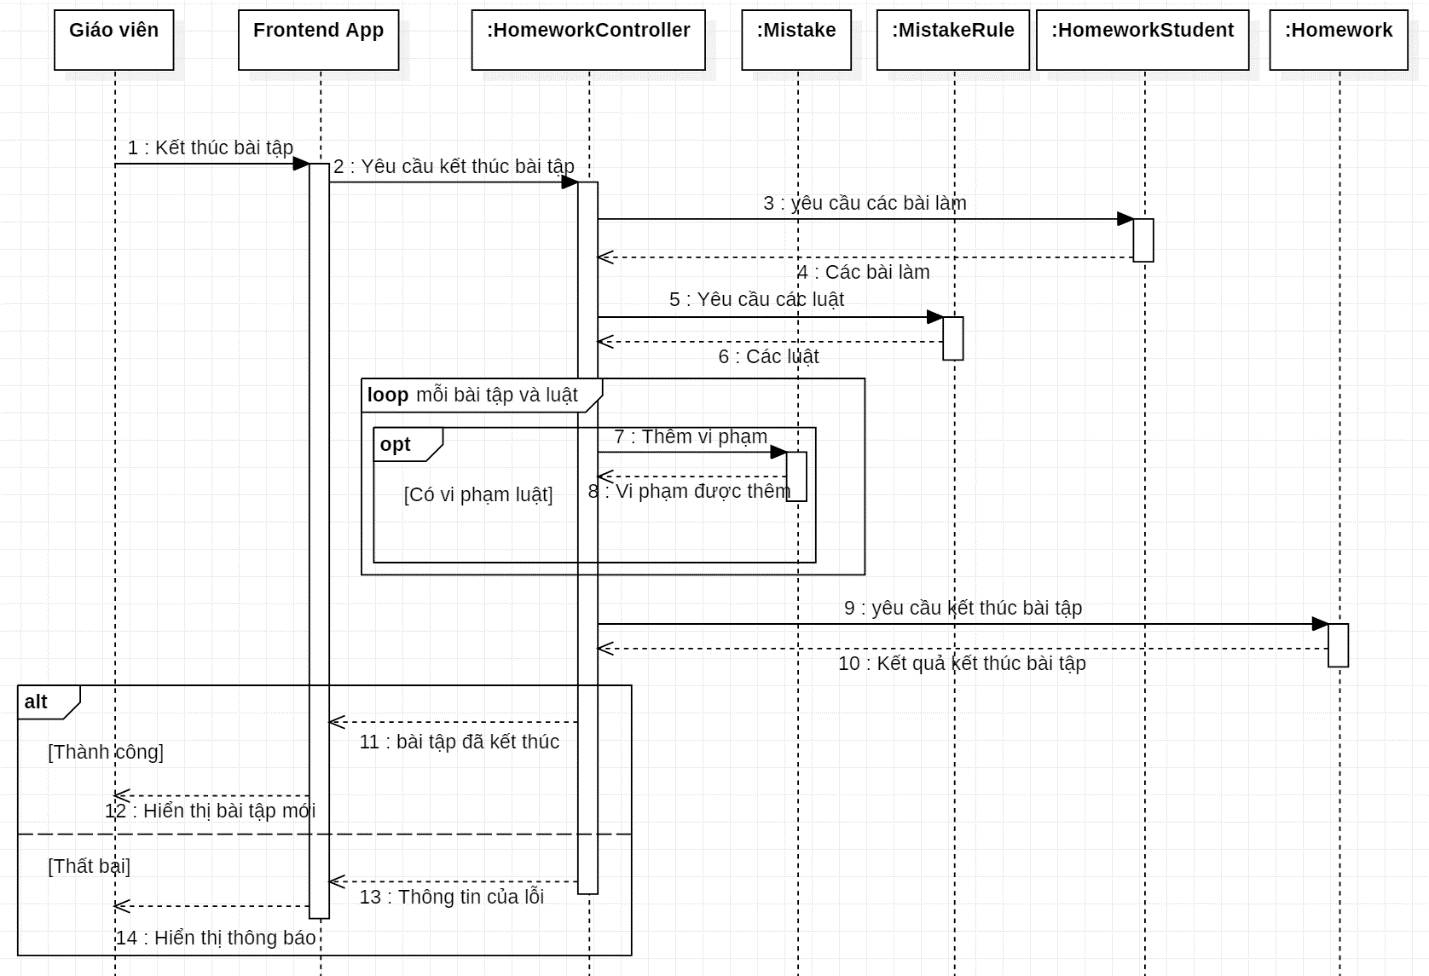 Giáo viên
Frontend App
:HomeworkController
:Mistake
:MistakeRule
:HomeworkStudent
:Homework
1 : Kết thúc bài tập
2 : Yêu cầu kết thúc bài tập
3 : yêu cầu các bài làm
4 : Các bài làm
5 : Yêu cầu các luật
6 : Các luật
loop mỗi bài tập và luật
opt
7 : Thêm vi phạm
[Có vi phạm luật]
8 : Vi phạm được thêm
9 : yêu cầu kết thúc bài tập
10 : Kết quả kết thúc bài tập
alt
11 : bài tập đã kết thúc
[Thành công]
12 : Hiển thị bài tập mới
[Thất bại]
13 : Thông tin của lỗi
14 : Hiển thị thông báo